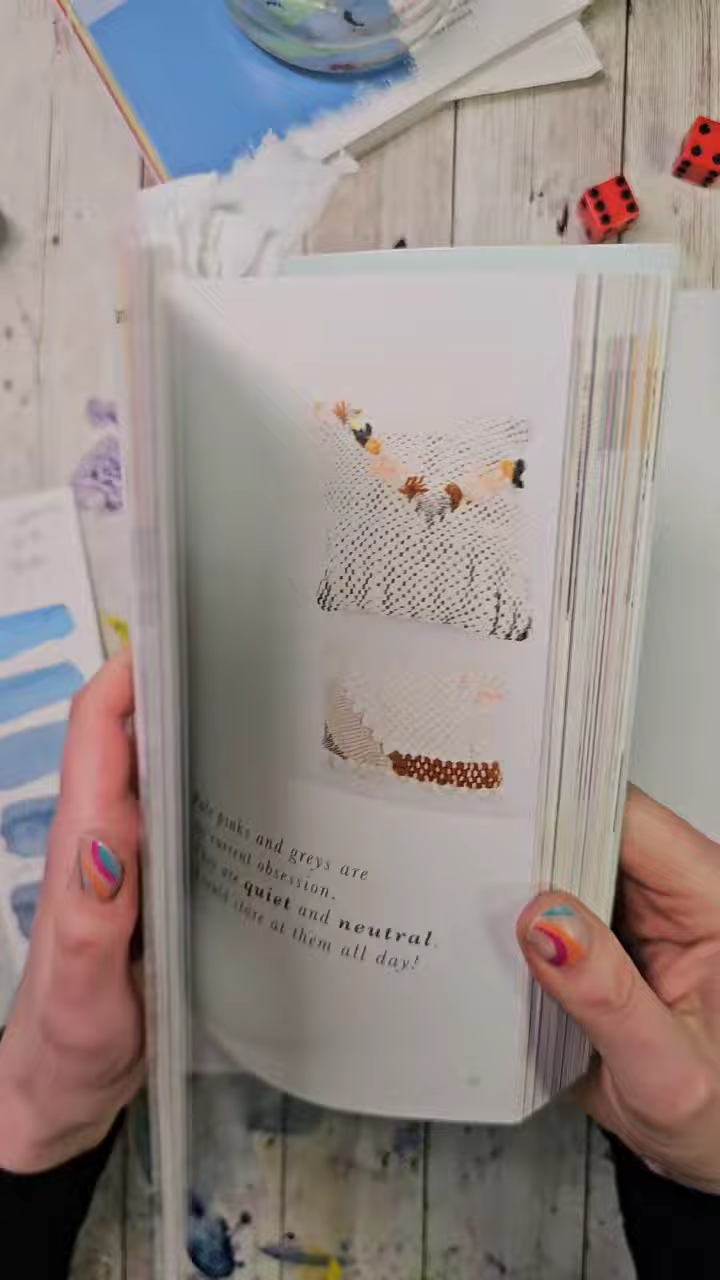 pinks and greys are
current obsession.
are quiet and neutral.
stare at them all day!